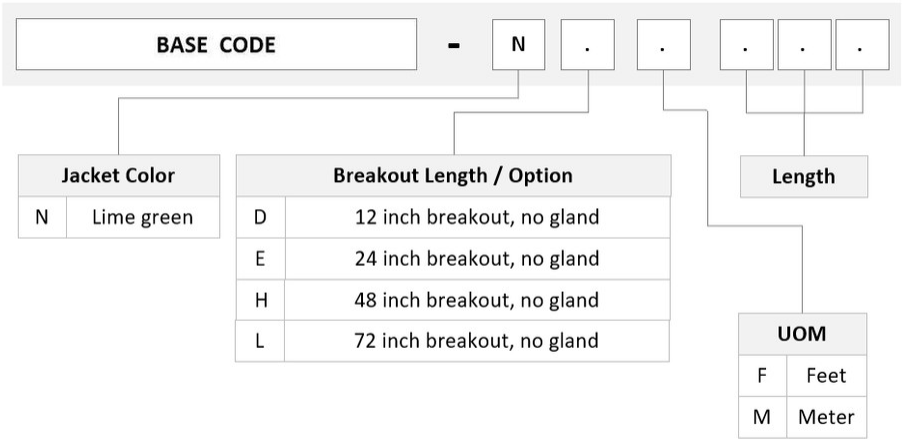 BASE CODE - N . . . . .
Jacket Color
N Lime green
Breakout Length / Option
D 12 inch breakout, no gland
E 24 inch breakout, no gland
H 48 inch breakout, no gland
L 72 inch breakout, no gland
Length
UOM
F Feet
M Meter